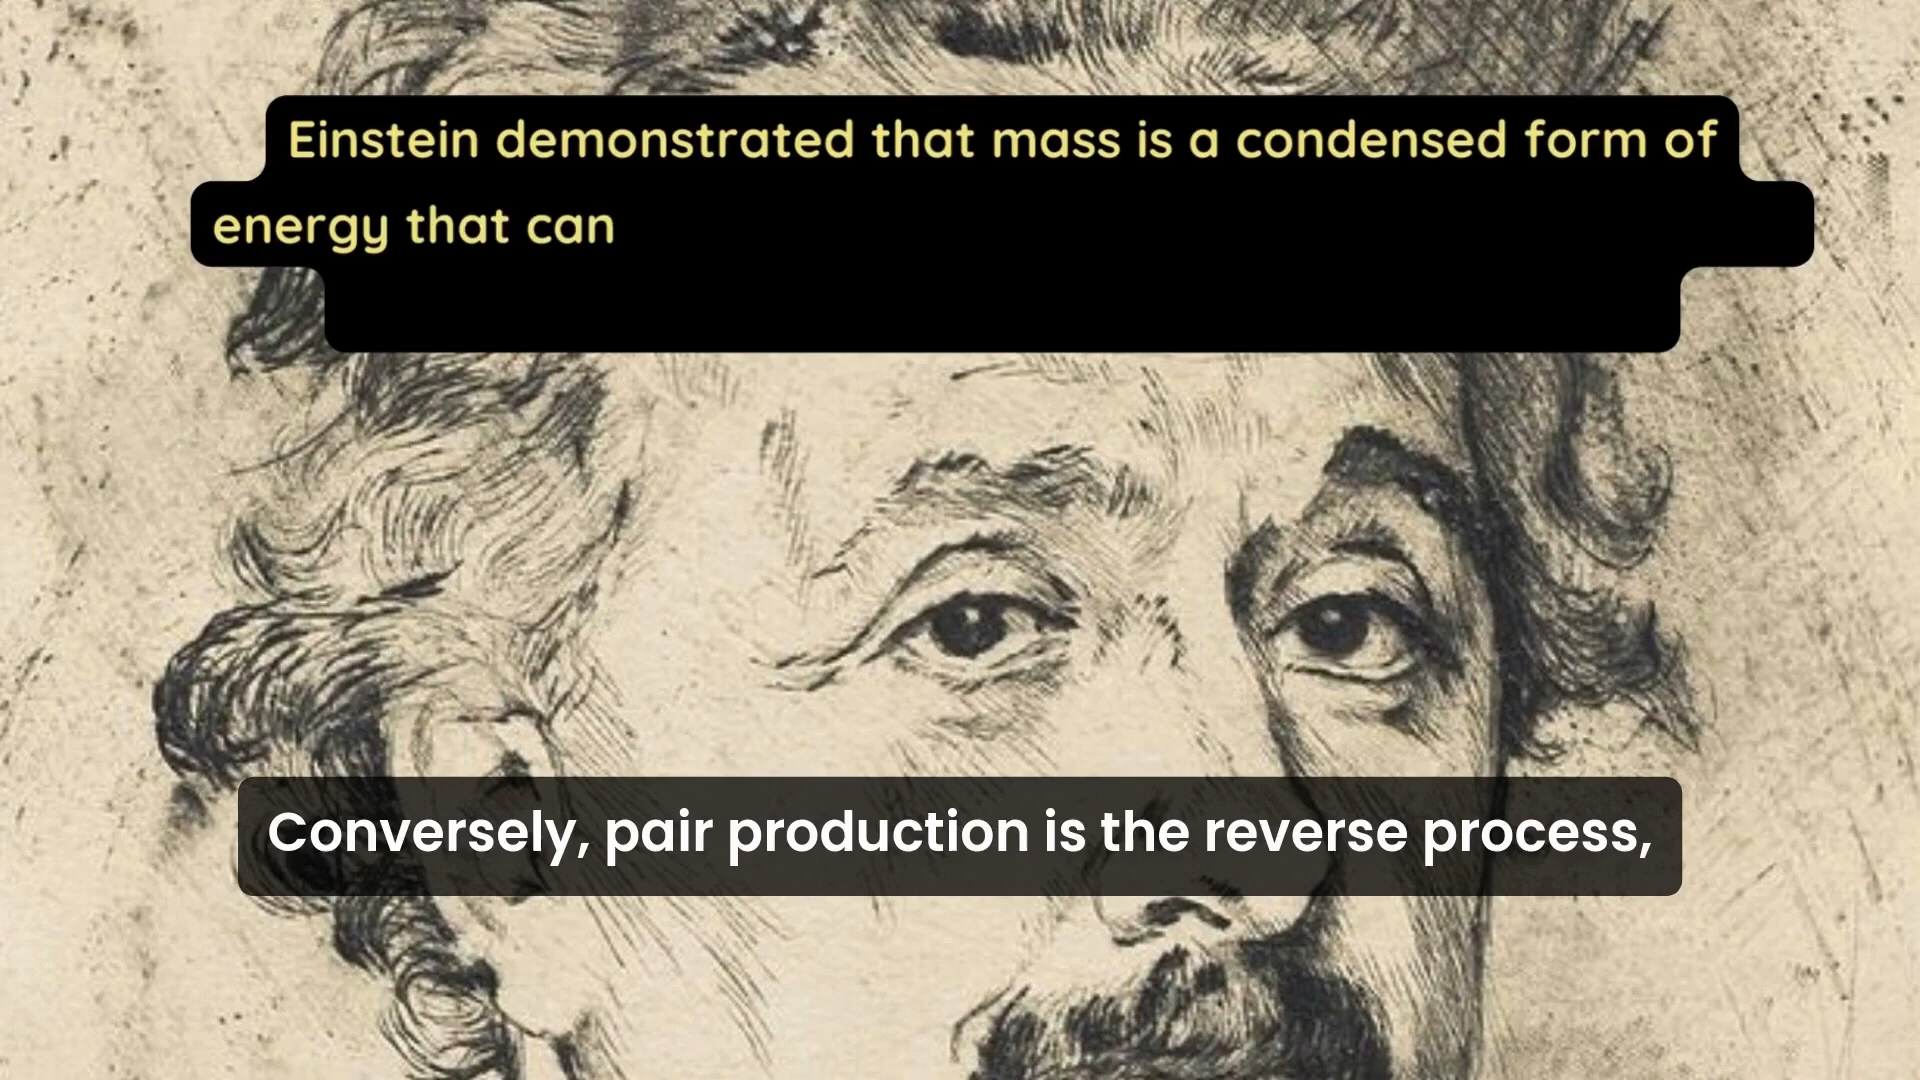 Einstein demonstrated that mass is a condensed form of
energy that can
Conversely, pair production is the reverse process,